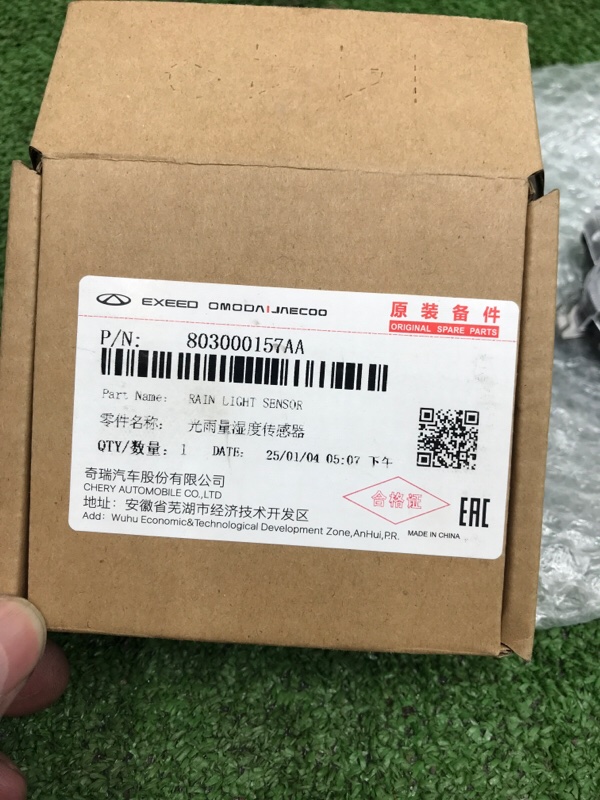 EXEED OMODA|JAECOO
原装备件
ORIGINAL SPARE PARTS
P/N: 803000157AA
Part Name: RAIN LIGHT SENSOR
零件名称: 光雨量湿度传感器
QTY/数量: 1 DATE: 25/01/04 05:07 下午
奇瑞汽车股份有限公司
CHERY AUTOMOBILE CO.,LTD
地址: 安徽省芜湖市经济技术开发区
Add: Wuhu Economic&Technological Development Zone,AnHui,P.R.
合格证
EAC
MADE IN CHINA